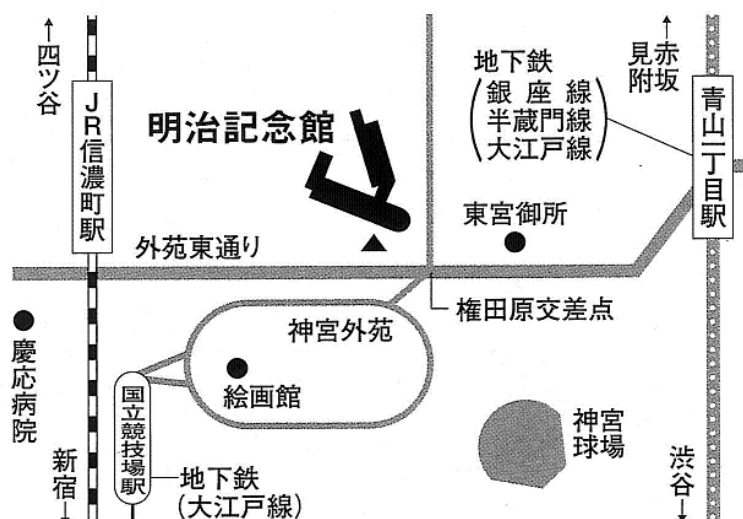 ↑
四ツ谷
JR信濃町駅
明治記念館
地下鉄
(銀座線
半蔵門線
大江戸線)
↑
赤坂
見附
青山一丁目駅
東宮御所
外苑東通り
権田原交差点
神宮外苑
慶応病院
絵画館
国立競技場駅
神宮
球場
地下鉄
(大江戸線)
新宿
↓
渋谷
↓